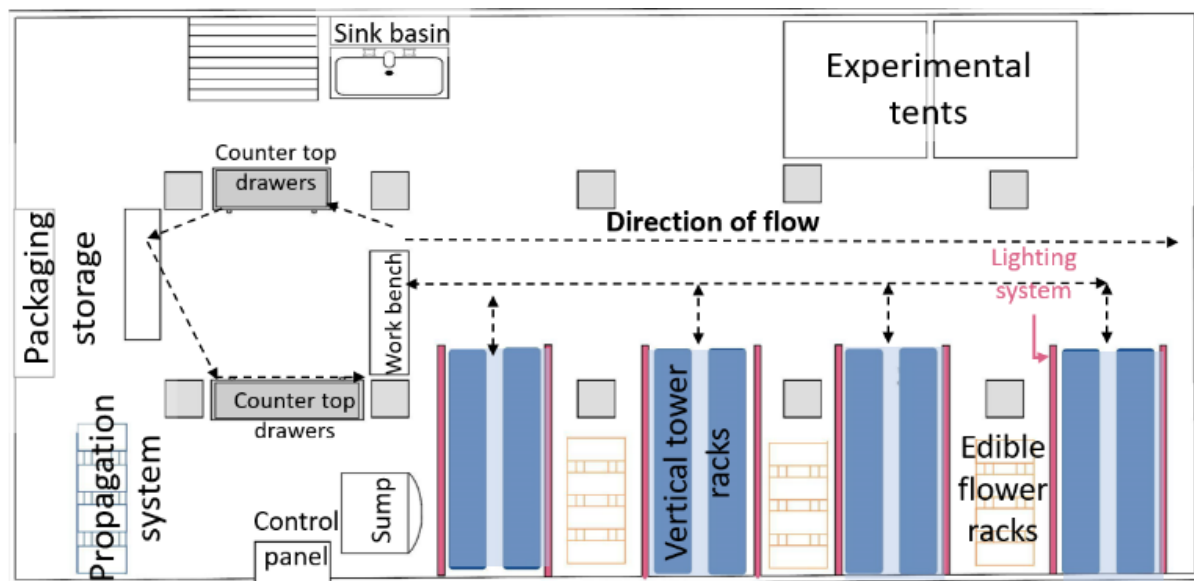 Sink basin
Experimental
tents
Counter top
drawers
Direction of flow
Packaging
storage
Lighting
system
Work bench
Counter top
drawers
Vertical tower
racks
Edible
flower
racks
Propagation
system
Sump
Control
panel